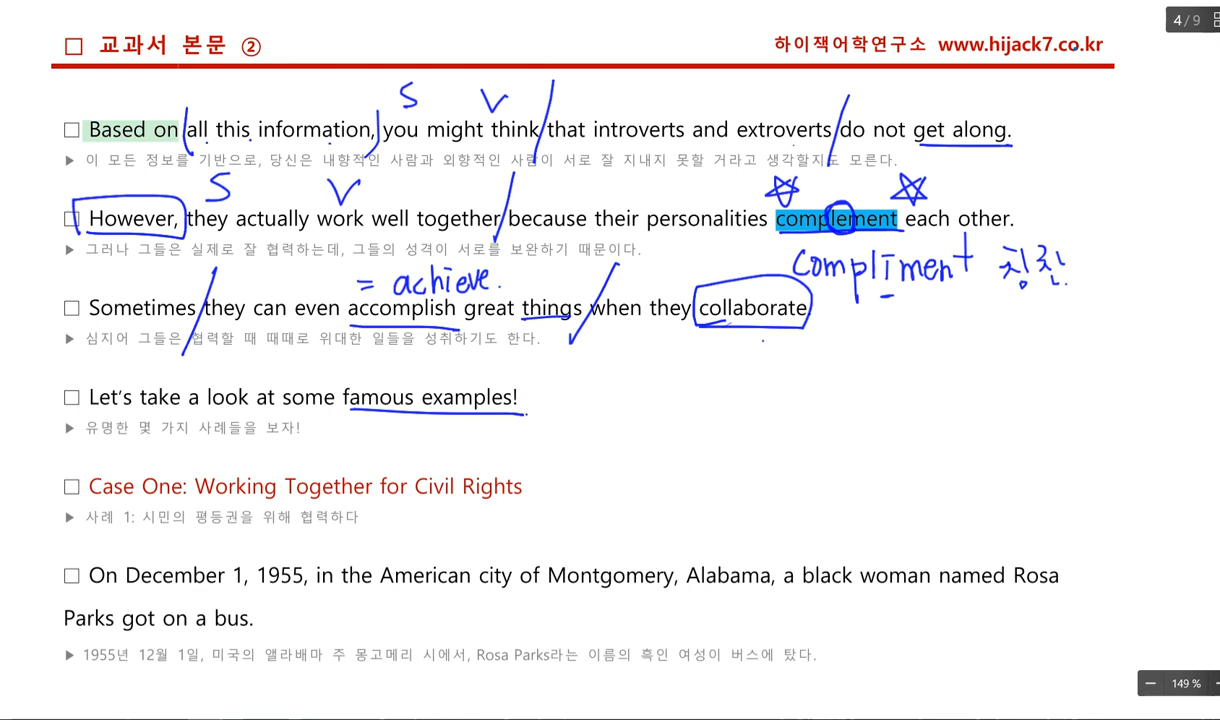 4 / 9
□ 교과서 본문 ② 하이잭어학연구소 www.hijack7.co.kr
S V
□ Based on all this information, you might think that introverts and extroverts do not get along.
▶ 이 모든 정보를 기반으로, 당신은 내향적인 사람과 외향적인 사람이 서로 잘 지내지 못할 거라고 생각할지도 모른다.
S V
□ However, they actually work well together because their personalities complement each other.
▶ 그러나 그들은 실제로 잘 협력하는데, 그들의 성격이 서로를 보완하기 때문이다.
compliment 칭찬.
= achieve.
□ Sometimes they can even accomplish great things when they collaborate.
▶ 심지어 그들은 협력할 때 때때로 위대한 일들을 성취하기도 한다.
□ Let's take a look at some famous examples!
▶ 유명한 몇 가지 사례들을 보자!
□ Case One: Working Together for Civil Rights
▶ 사례 1: 시민의 평등권을 위해 협력하다
□ On December 1, 1955, in the American city of Montgomery, Alabama, a black woman named Rosa
Parks got on a bus.
▶ 1955년 12월 1일, 미국의 앨라배마 주 몽고메리 시에서, Rosa Parks라는 이름의 흑인 여성이 버스에 탔다.
149 %